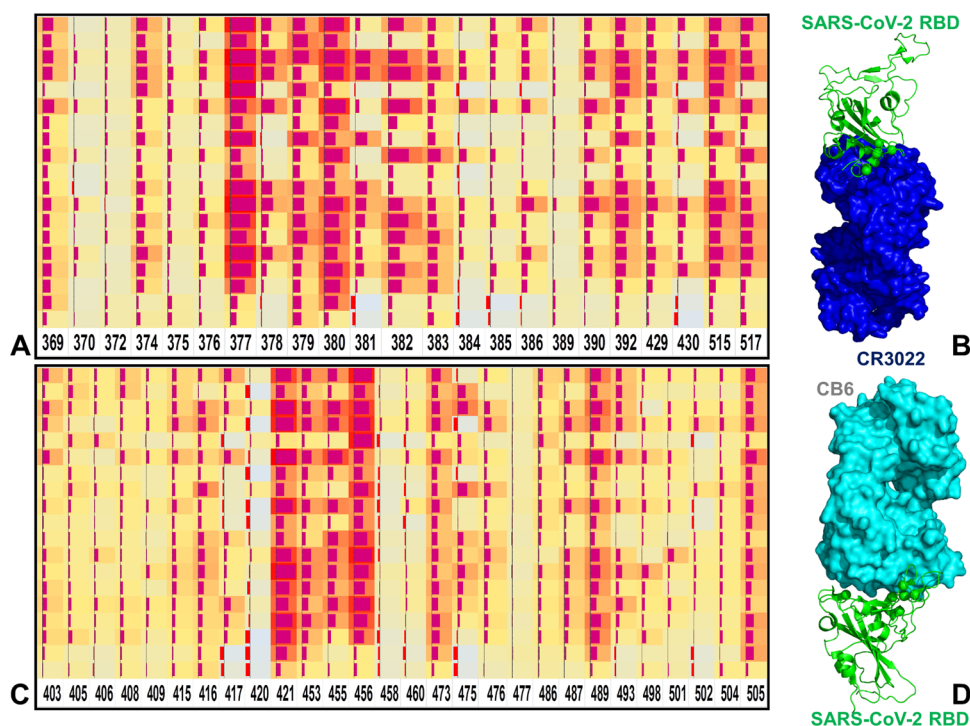 SARS-CoV-2 RBD
A
369 370 372 374 375 376 377 378 379 380 381 382 383 384 385 386 389 390 392 429 430 515 517
B
CR3022
CB6
C
403 405 406 408 409 415 416 417 420 421 453 455 456 458 460 473 475 476 477 486 487 489 493 498 501 502 504 505
D
SARS-CoV-2 RBD